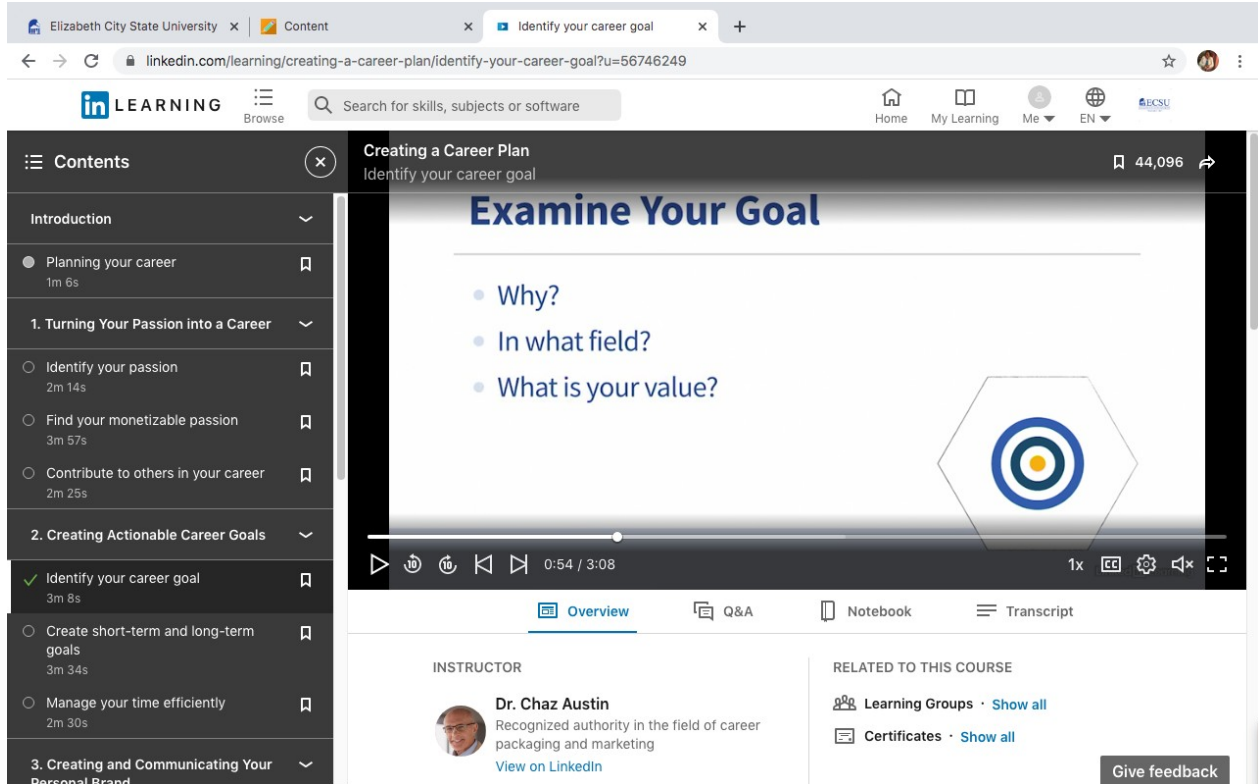 Elizabeth City State University
Content
Identify your career goal
linkedin.com/learning/creating-a-career-plan/identify-your-career-goal?u=56746249
in LEARNING
Browse
Search for skills, subjects or software
Home
My Learning
Me
EN
ECSU
Contents
Introduction
Planning your career
1m 6s
1. Turning Your Passion into a Career
Identify your passion
2m 14s
Find your monetizable passion
3m 57s
Contribute to others in your career
2m 25s
2. Creating Actionable Career Goals
Identify your career goal
3m 8s
Create short-term and long-term
goals
3m 34s
Manage your time efficiently
2m 30s
3. Creating and Communicating Your
Personal Brand
Creating a Career Plan
Identify your career goal
44,096
Examine Your Goal
Why?
In what field?
What is your value?
10
10
0:54 / 3:08
1x
CC
Overview
Q&A
Notebook
Transcript
INSTRUCTOR
Dr. Chaz Austin
Recognized authority in the field of career
packaging and marketing
View on LinkedIn
RELATED TO THIS COURSE
Learning Groups · Show all
Certificates · Show all
Give feedback